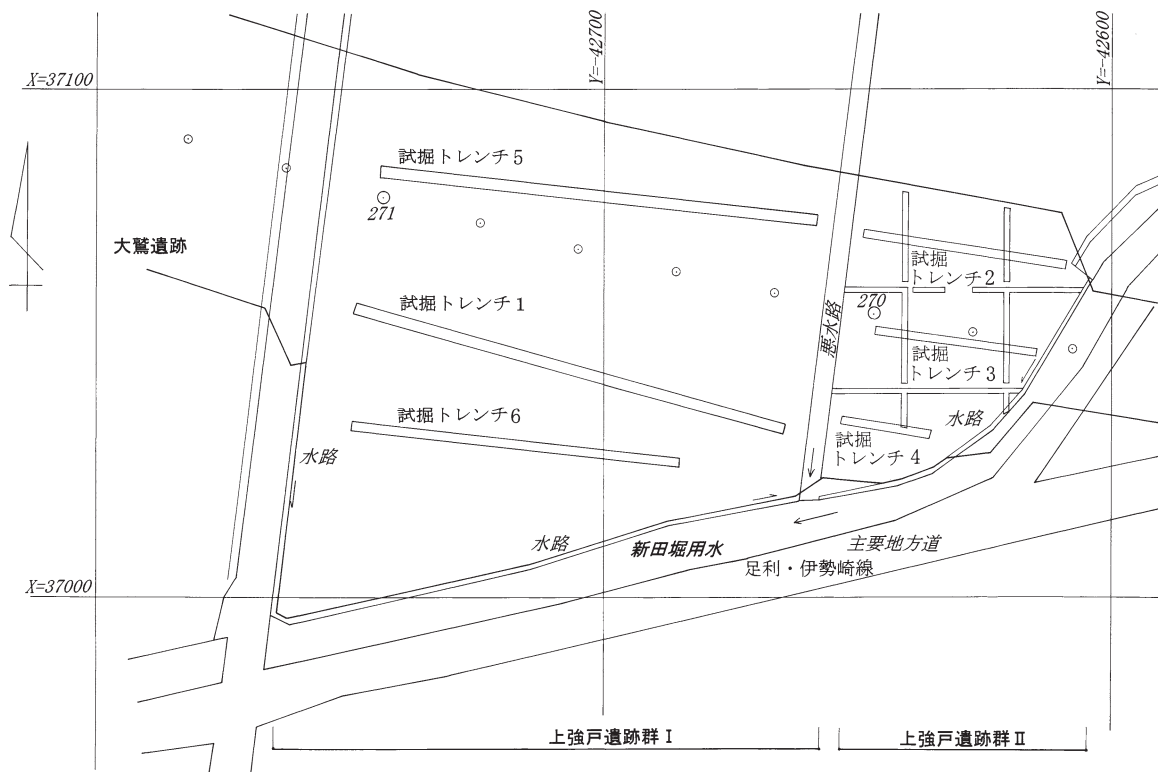 X=37100
Y=-42700
Y=-42600
試掘トレンチ5
271
大鷲遺跡
試掘トレンチ1
試掘
トレンチ2
270
悪水路
試掘
トレンチ3
試掘トレンチ6
水路
試掘
トレンチ4
水路
水路
新田堀用水
主要地方道
足利・伊勢崎線
X=37000
上強戸遺跡群Ⅰ
上強戸遺跡群Ⅱ